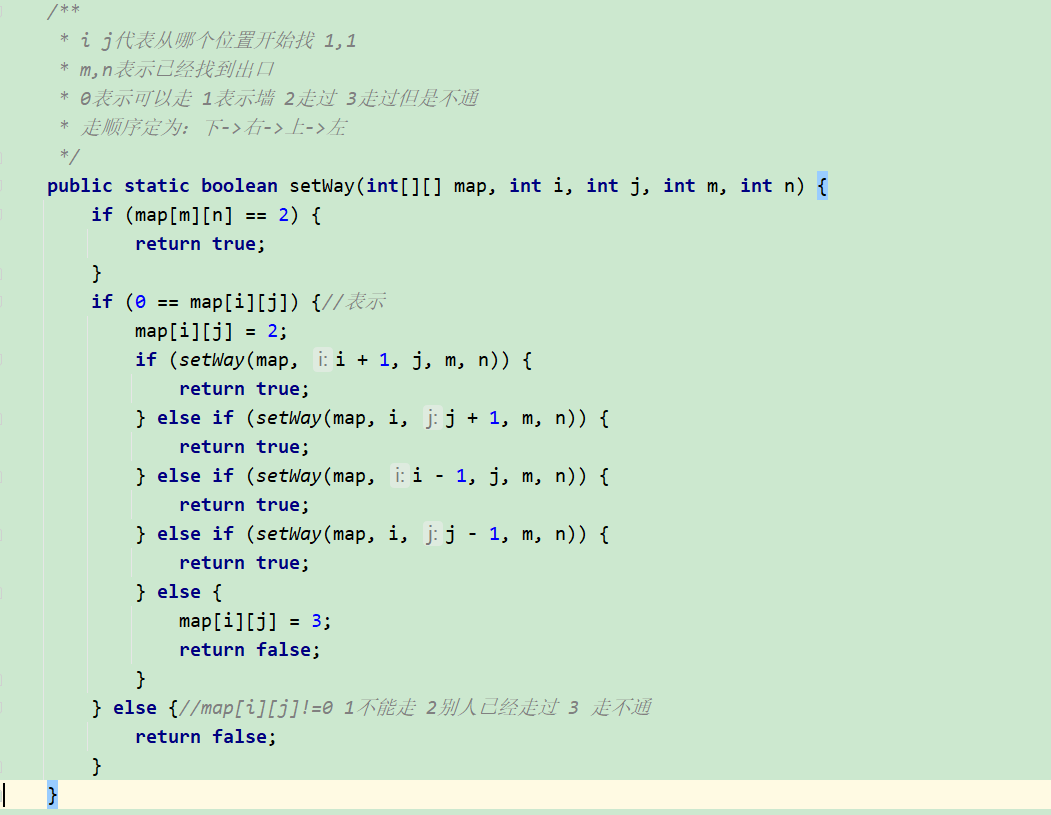 /**
* i j代表从哪个位置开始找 1,1
* m,n表示已经找到出口
* 0表示可以走 1表示墙 2走过 3走过但是不通
* 走顺序定为：下->右->上->左
*/
public static boolean setWay(int[][] map, int i, int j, int m, int n) {
if (map[m][n] == 2) {
return true;
}
if (0 == map[i][j]) {//表示
map[i][j] = 2;
if (setWay(map, i: i + 1, j, m, n)) {
return true;
} else if (setWay(map, i, j: j + 1, m, n)) {
return true;
} else if (setWay(map, i: i - 1, j, m, n)) {
return true;
} else if (setWay(map, i, j: j - 1, m, n)) {
return true;
} else {
map[i][j] = 3;
return false;
}
} else {//map[i][j]!=0 1不能走 2别人已经走过 3 走不通
return false;
}
}